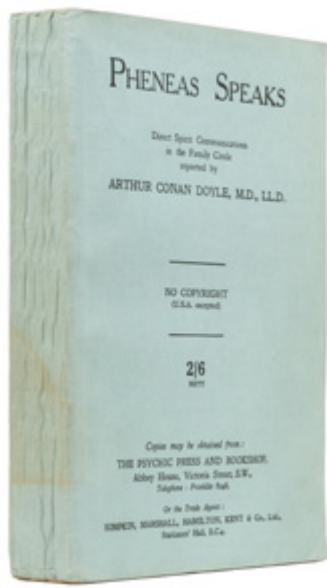 PHENEAS SPEAKS
Direct Spirit Communications
in the Family Circle
reported by
ARTHUR CONAN DOYLE, M.D., LL.D.
NO COPYRIGHT
(U.S.A. excepted)
2/6
NETT
Copies may be obtained from:
THE PSYCHIC PRESS AND BOOKSHOP,
Abbey House, Victoria Street, S.W.,
Telephone: Franklin
Or the Trade Agents:
SIMPKIN, MARSHALL, HAMILTON, KENT & Co., Ltd.,
Stationers' Hall, E.C.4.